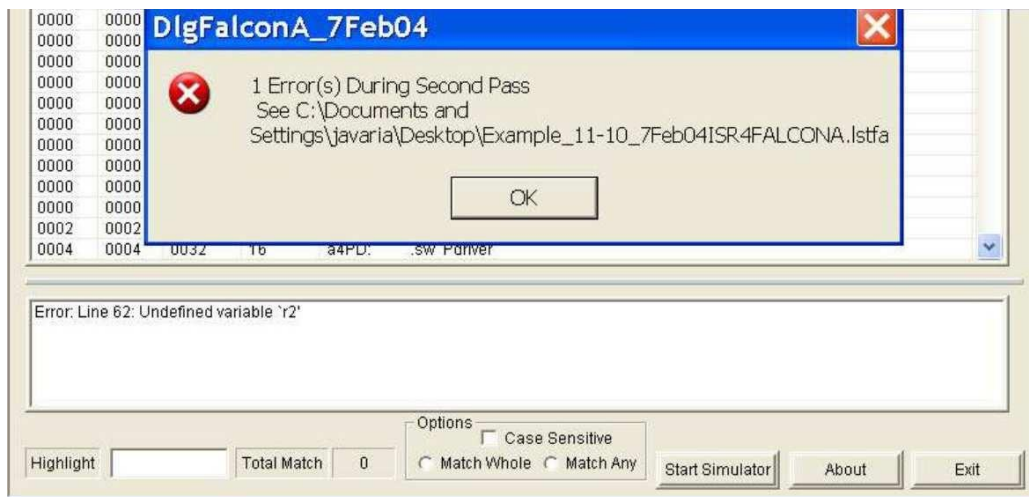 0000 0000
DlgFalconA_7Feb04
0000 0000
0000 0000
0000 0000
1 Error(s) During Second Pass
0000 0000
See C:\Documents and
0000 0000
Settings\javaria\Desktop\Example_11-10_7Feb04ISR4FALCONA.lstfa
0000 0000
0000 0000
0000 0000
OK
0000 0000
0002 0002
0004 0004 0032 16 a4PD: .sw Pdriver
Error: Line 62: Undefined variable `r2'
Options
Case Sensitive
Highlight Total Match 0 Match Whole Match Any Start Simulator About Exit